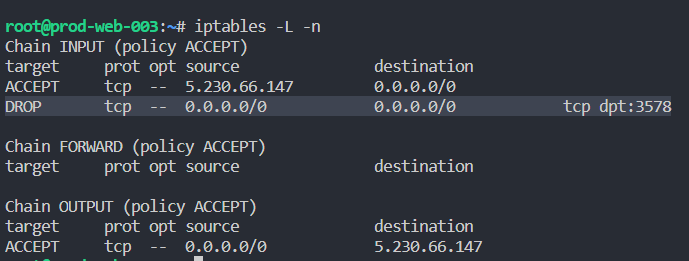 root@prod-web-003:~# iptables -L -n
Chain INPUT (policy ACCEPT)
target     prot opt source               destination
ACCEPT     tcp  --  5.230.66.147         0.0.0.0/0
DROP       tcp  --  0.0.0.0/0            0.0.0.0/0            tcp dpt:3578

Chain FORWARD (policy ACCEPT)
target     prot opt source               destination

Chain OUTPUT (policy ACCEPT)
target     prot opt source               destination
ACCEPT     tcp  --  0.0.0.0/0            5.230.66.147